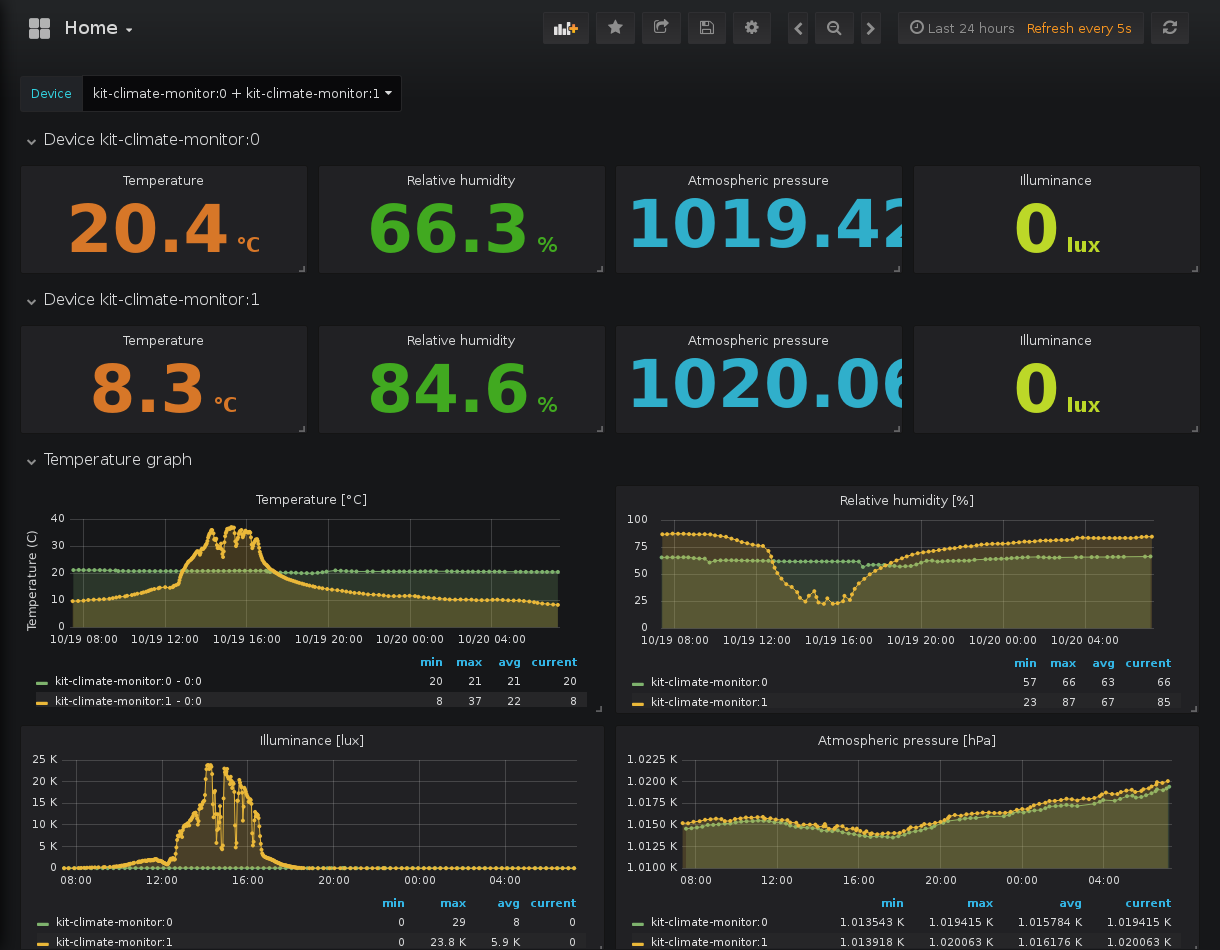 Home
Last 24 hours Refresh every 5s
Device kit-climate-monitor:0 + kit-climate-monitor:1
Device kit-climate-monitor:0
Temperature Relative humidity Atmospheric pressure Illuminance
20.4 °C 66.3 % 1019.42 0 lux
Device kit-climate-monitor:1
Temperature Relative humidity Atmospheric pressure Illuminance
8.3 °C 84.6 % 1020.06 0 lux
Temperature graph
Temperature [°C]
Temperature (C)
40
30
20
10
0
10/19 08:00 10/19 12:00 10/19 16:00 10/19 20:00 10/20 00:00 10/20 04:00
min max avg current
kit-climate-monitor:0 - 0:0 20 21 21 20
kit-climate-monitor:1 - 0:0 8 37 22 8
Relative humidity [%]
100
75
50
25
0
10/19 08:00 10/19 12:00 10/19 16:00 10/19 20:00 10/20 00:00 10/20 04:00
min max avg current
kit-climate-monitor:0 57 66 63 66
kit-climate-monitor:1 23 87 67 85
Illuminance [lux]
25 K
20 K
15 K
10 K
5 K
0
08:00 12:00 16:00 20:00 00:00 04:00
min max avg current
kit-climate-monitor:0 0 29 8 0
kit-climate-monitor:1 0 23.8 K 5.9 K 0
Atmospheric pressure [hPa]
1.0225 K
1.0200 K
1.0175 K
1.0150 K
1.0125 K
1.0100 K
08:00 12:00 16:00 20:00 00:00 04:00
min max avg current
kit-climate-monitor:0 1.013543 K 1.019415 K 1.015784 K 1.019415 K
kit-climate-monitor:1 1.013918 K 1.020063 K 1.016176 K 1.020063 K